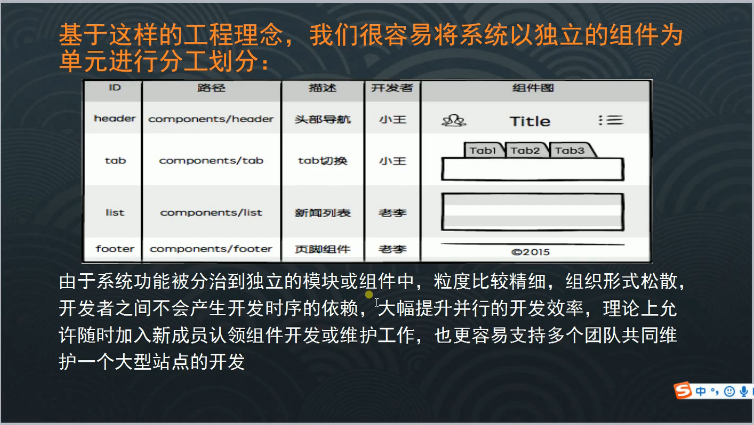 基于这样的工程理念，我们很容易将系统以独立的组件为
单元进行分工划分：
ID 路径 描述 开发者 组件图
header components/header 头部导航 小王 Title
tab components/tab tab切换 小王 Tab1 Tab2 Tab3
list components/list 新闻列表 老李
footer components/footer 页脚组件 老李 ©2015
由于系统功能被分治到独立的模块或组件中，粒度比较精细，组织形式松散，
开发者之间不会产生开发时序的依赖，大幅提升并行的开发效率，理论上允
许随时加入新成员认领组件开发或维护工作，也更容易支持多个团队共同维
护一个大型站点的开发
S 中